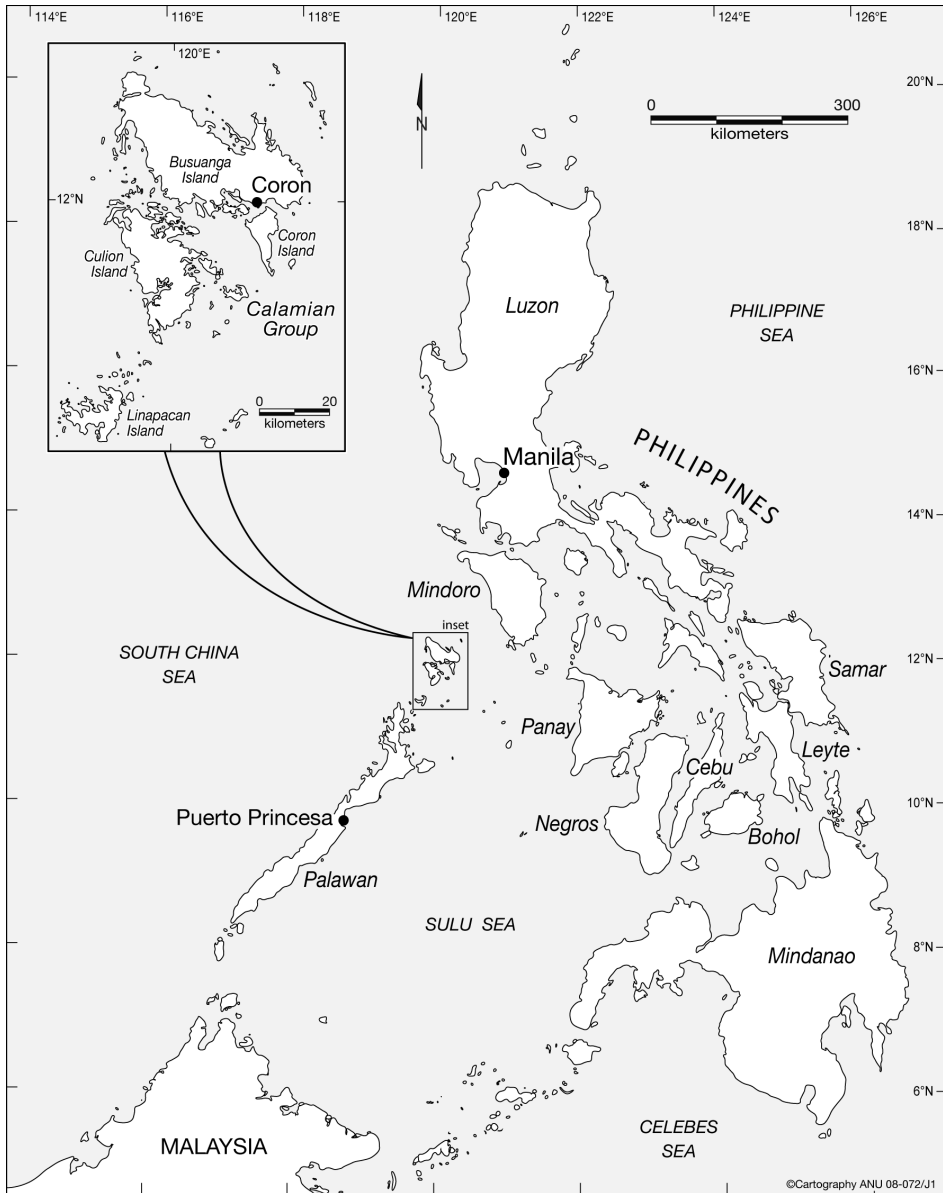 114°E
116°E
118°E
120°E
122°E
124°E
126°E
120°E
20°N
0
300
kilometers
N
Busuanga
Island
Coron
12°N
Coron
Island
Culion
Island
Calamian
Group
18°N
Luzon
PHILIPPINE
SEA
16°N
0
20
kilometers
Linapacan
Island
PHILIPPINES
Manila
14°N
Mindoro
inset
SOUTH CHINA
SEA
12°N
Samar
Panay
Leyte
Cebu
10°N
Puerto Princesa
Negros
Bohol
Palawan
SULU SEA
8°N
Mindanao
6°N
CELEBES
SEA
MALAYSIA
©Cartography ANU 08-072/J1